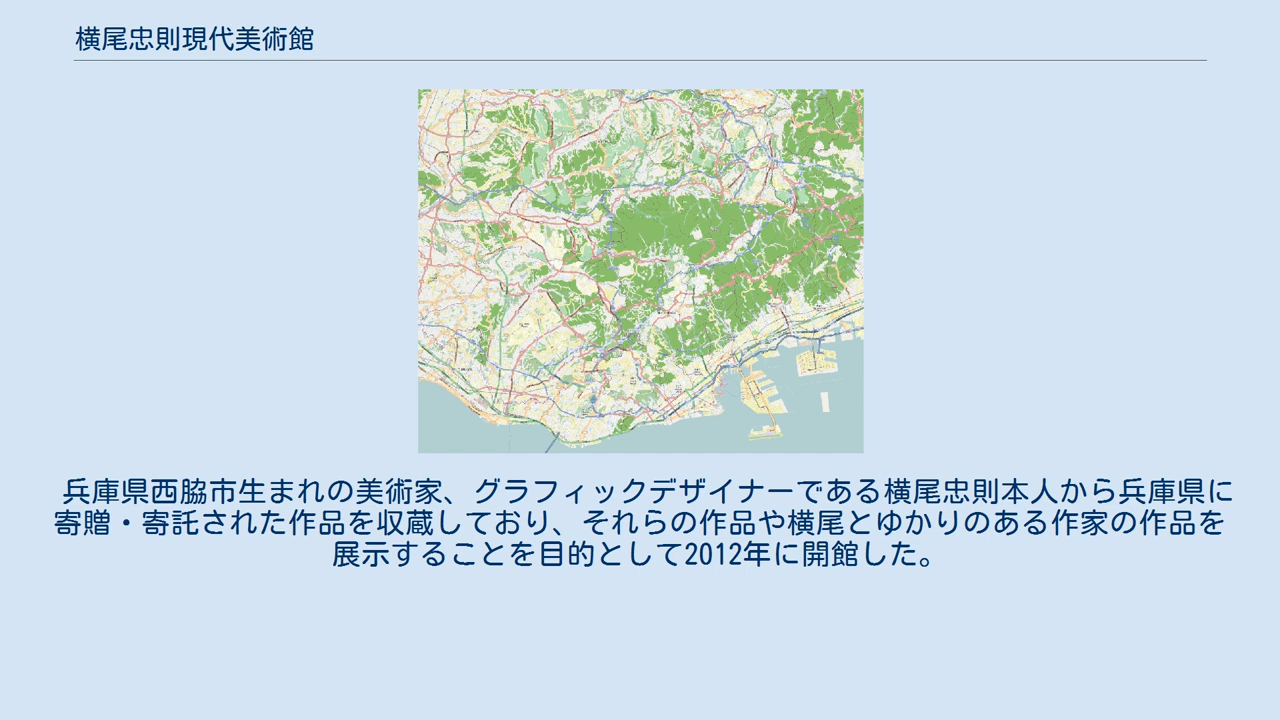 横尾忠則現代美術館
兵庫県西脇市生まれの美術家、グラフィックデザイナーである横尾忠則本人から兵庫県に
寄贈・寄託された作品を収蔵しており、それらの作品や横尾とゆかりのある作家の作品を
展示することを目的として2012年に開館した。